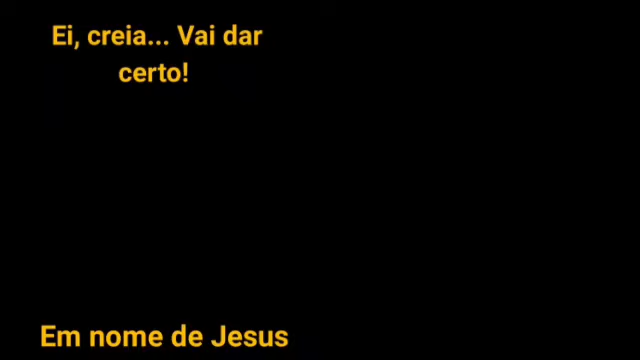 Ei, creia... Vai dar
certo!
Em nome de Jesus